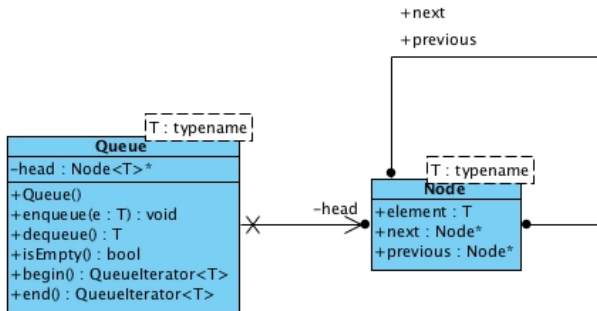 +next
+previous
T : typename
Queue
-head : Node<T>*
+Queue()
+enqueue(e : T) : void
+dequeue() : T
+isEmpty() : bool
+begin() : QueueIterator<T>
+end() : QueueIterator<T>
-head
T : typename
Node
+element : T
+next : Node*
+previous : Node*